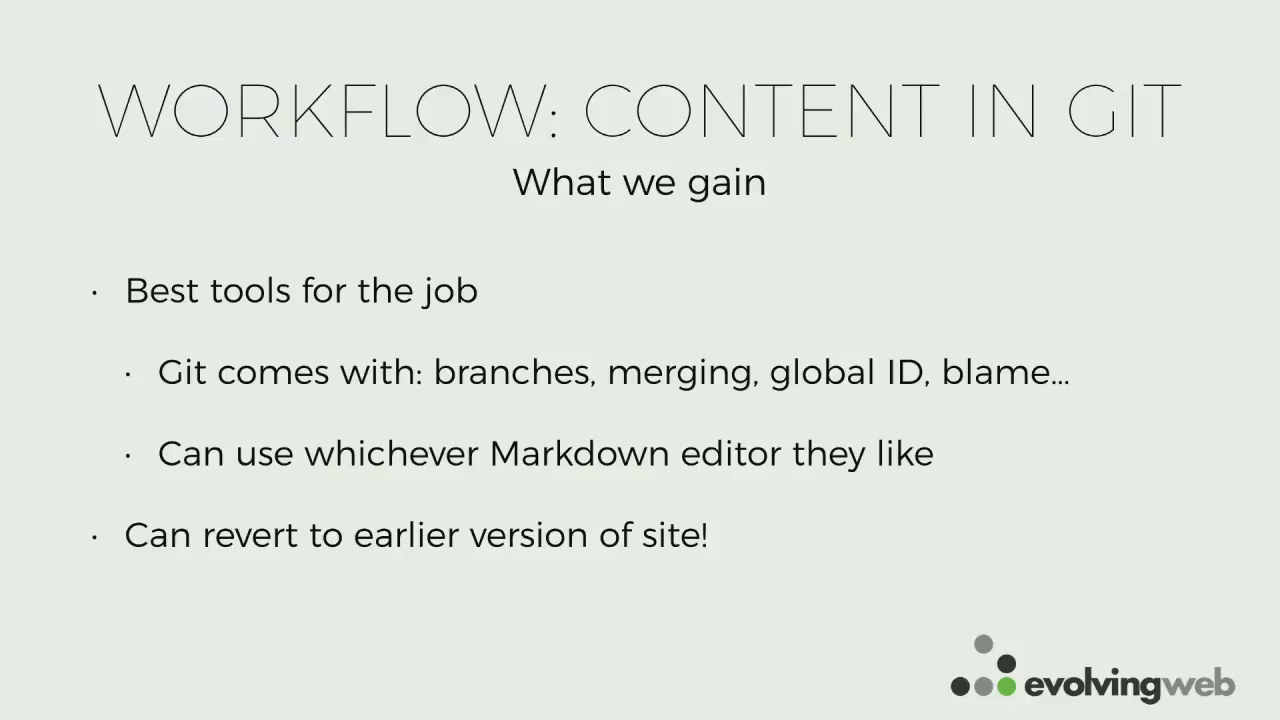 WORKFLOW: CONTENT IN GIT
What we gain
· Best tools for the job
· Git comes with: branches, merging, global ID, blame...
· Can use whichever Markdown editor they like
· Can revert to earlier version of site!
evolvingweb